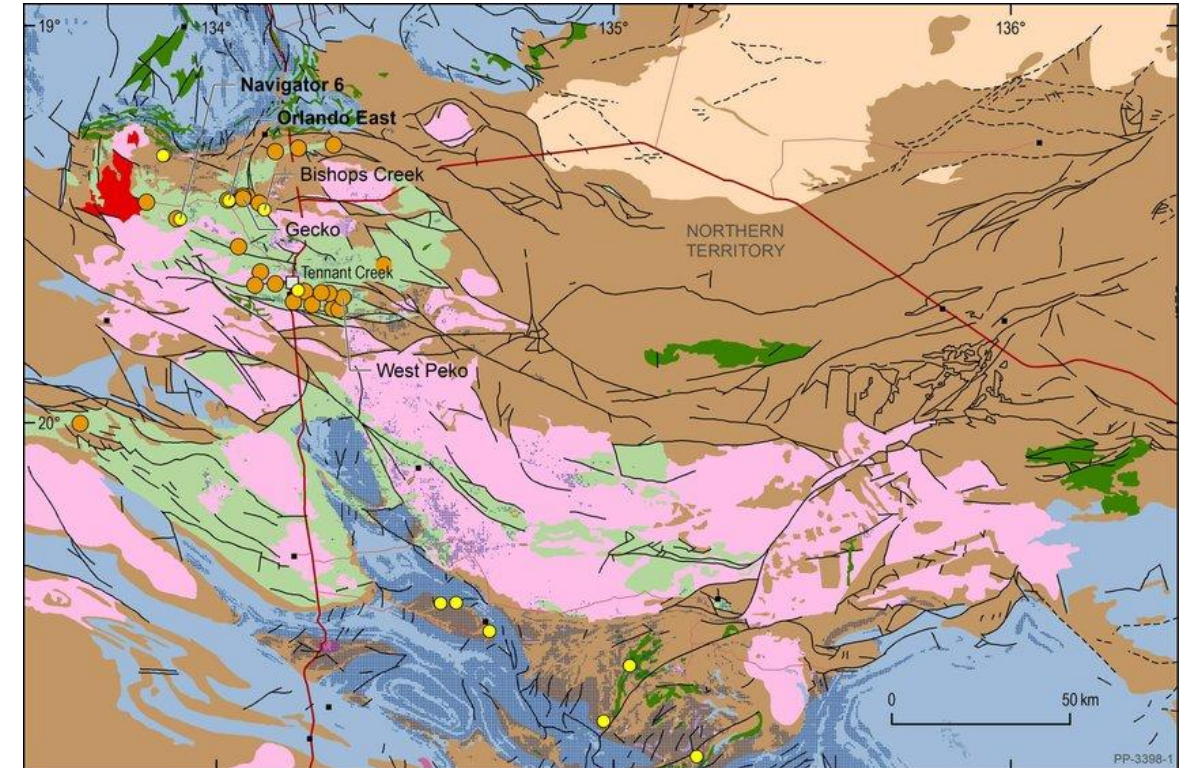 19°
134°
135°
136°
Navigator 6
Orlando East
Bishops Creek
Gecko
NORTHERN
TERRITORY
Tennant Creek
West Peko
20°
0
50 km
PP-3398-1